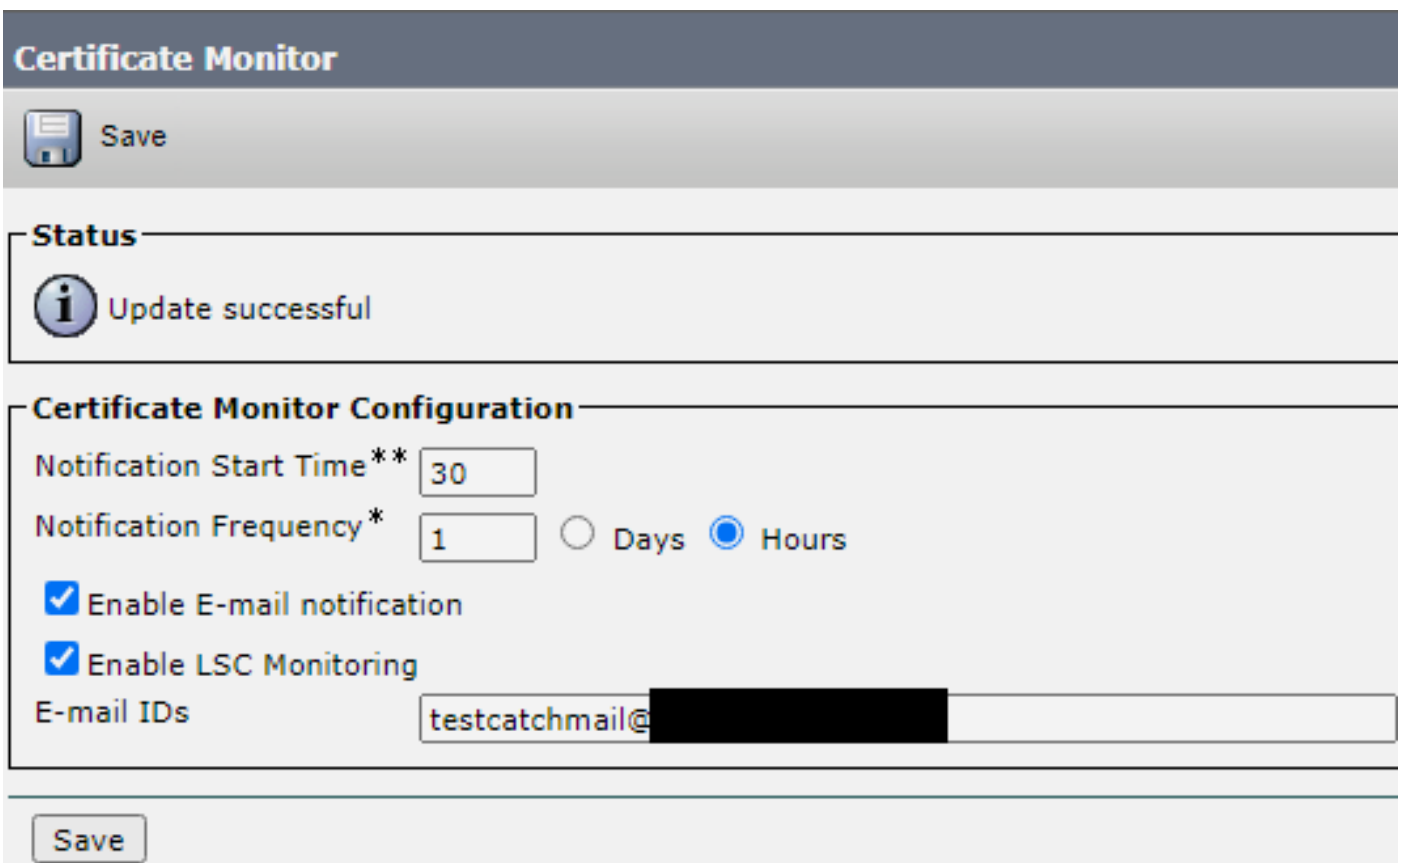 Certificate Monitor
Save
Status
Update successful
Certificate Monitor Configuration
Notification Start Time** 30
Notification Frequency* 1 Days Hours
Enable E-mail notification
Enable LSC Monitoring
E-mail IDs testcatchmail@
Save